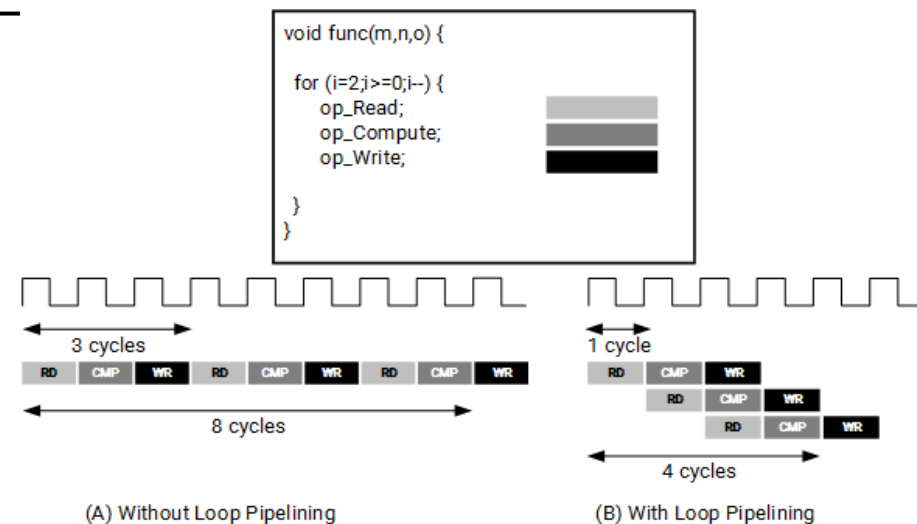 void func(m,n,o) {
for (i=2;i>=0;i--) {
op_Read;
op_Compute;
op_Write;
}
}
3 cycles
1 cycle
RD CMP WR RD CMP WR RD CMP WR
RD CMP WR
RD CMP WR
RD CMP WR
8 cycles
4 cycles
(A) Without Loop Pipelining
(B) With Loop Pipelining